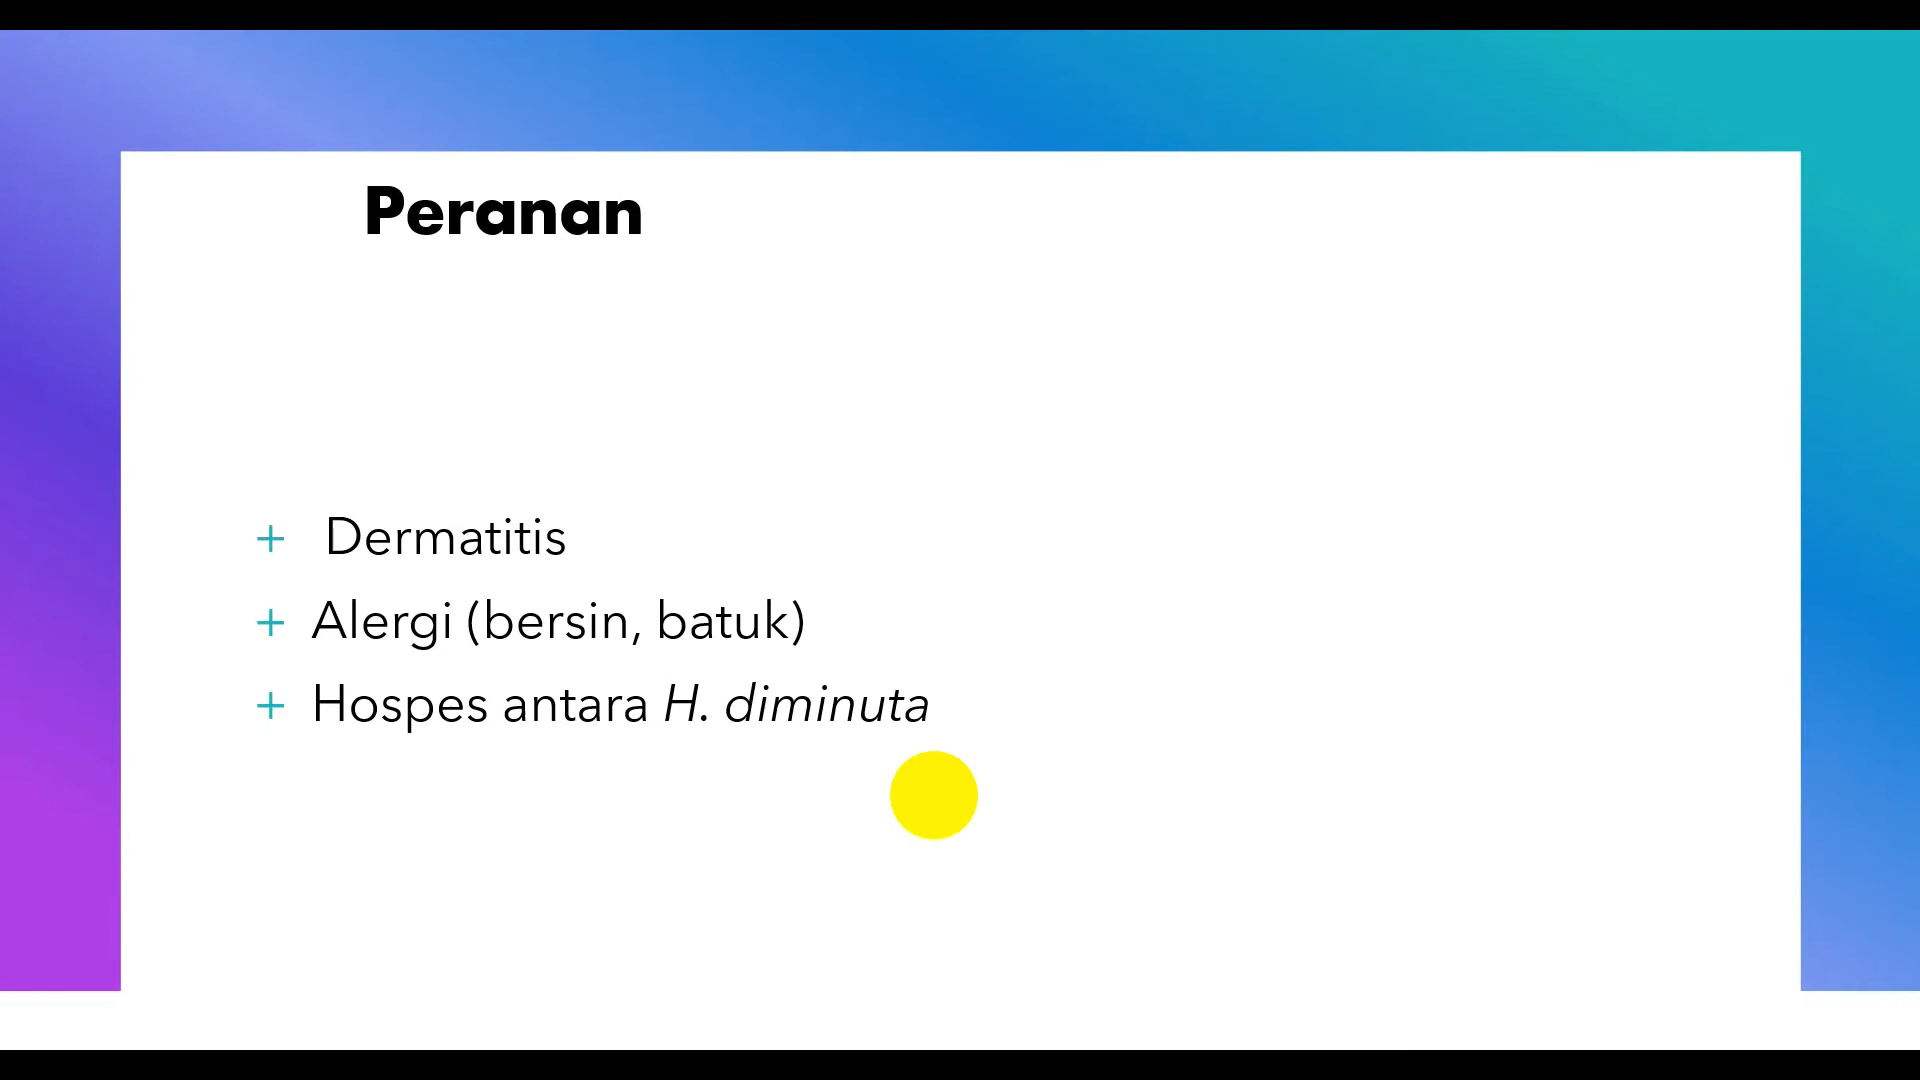 Peranan
+ Dermatitis
+ Alergi (bersin, batuk)
+ Hospes antara H. diminuta